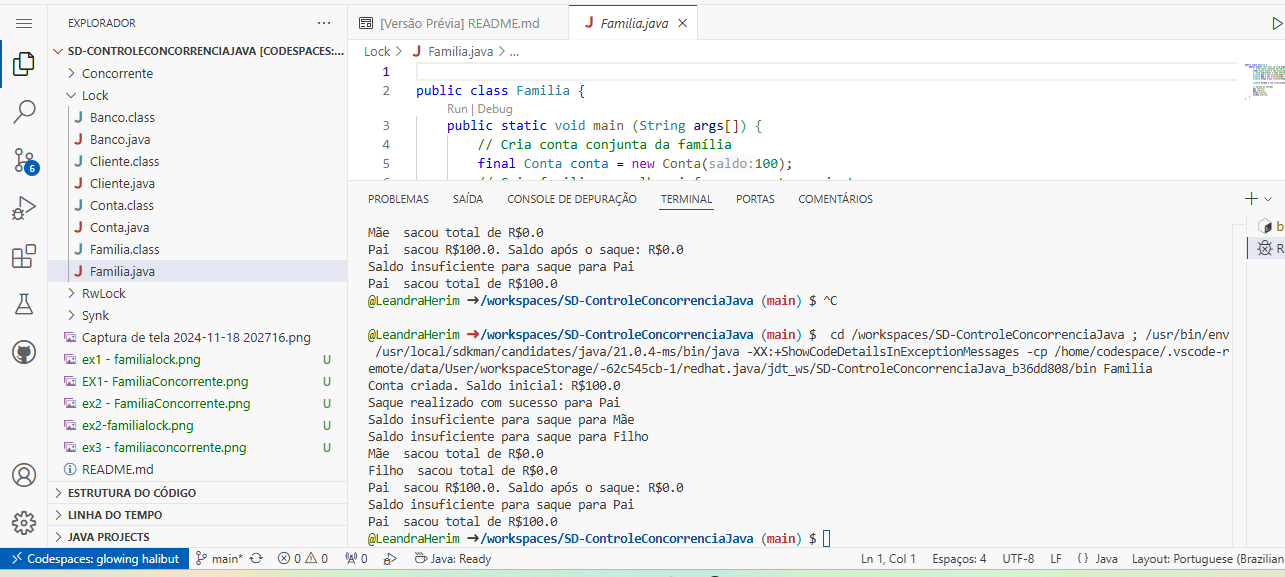 EXPLORADOR
SD-CONTROLECONCORRENCIAJAVA [CODESPACES:...
Concorrente
Lock
Banco.class
Banco.java
Cliente.class
Cliente.java
Conta.class
Conta.java
Familia.class
Familia.java
RwLock
Synk
Captura de tela 2024-11-18 202716.png
ex1 - familialock.png U
EX1- FamiliaConcorrente.png U
ex2 - FamiliaConcorrente.png U
ex2-familialock.png U
ex3 - familiaconcorrente.png U
README.md
ESTRUTURA DO CÓDIGO
LINHA DO TEMPO
JAVA PROJECTS
6
[Versão Prévia] README.md
Familia.java
Lock > Familia.java > ...
1
2 public class Familia {
Run | Debug
3 public static void main (String args[]) {
4 // Cria conta conjunta da família
5 final Conta conta = new Conta(saldo:100);
PROBLEMAS SAÍDA CONSOLE DE DEPURAÇÃO TERMINAL PORTAS COMENTÁRIOS
Mãe  sacou total de R$0.0
Pai  sacou R$100.0. Saldo após o saque: R$0.0
Saldo insuficiente para saque para Pai
Pai  sacou total de R$100.0
@LeandraHerim ➜/workspaces/SD-ControleConcorrenciaJava (main) $ ^C
@LeandraHerim ➜/workspaces/SD-ControleConcorrenciaJava (main) $  cd /workspaces/SD-ControleConcorrenciaJava ; /usr/bin/env
/usr/local/sdkman/candidates/java/21.0.4-ms/bin/java -XX:+ShowCodeDetailsInExceptionMessages -cp /home/codespace/.vscode-r
emote/data/User/workspaceStorage/-62c545cb-1/redhat.java/jdt_ws/SD-ControleConcorrenciaJava_b36dd808/bin Familia
Conta criada. Saldo inicial: R$100.0
Saque realizado com sucesso para Pai
Saldo insuficiente para saque para Mãe
Saldo insuficiente para saque para Filho
Mãe  sacou total de R$0.0
Filho  sacou total de R$0.0
Pai  sacou R$100.0. Saldo após o saque: R$0.0
Saldo insuficiente para saque para Pai
Pai  sacou total de R$100.0
@LeandraHerim ➜/workspaces/SD-ControleConcorrenciaJava (main) $
Codespaces: glowing halibut main* 0 0 0 Java: Ready Ln 1, Col 1 Espaços: 4 UTF-8 LF {} Java Layout: Portuguese (Brazilian